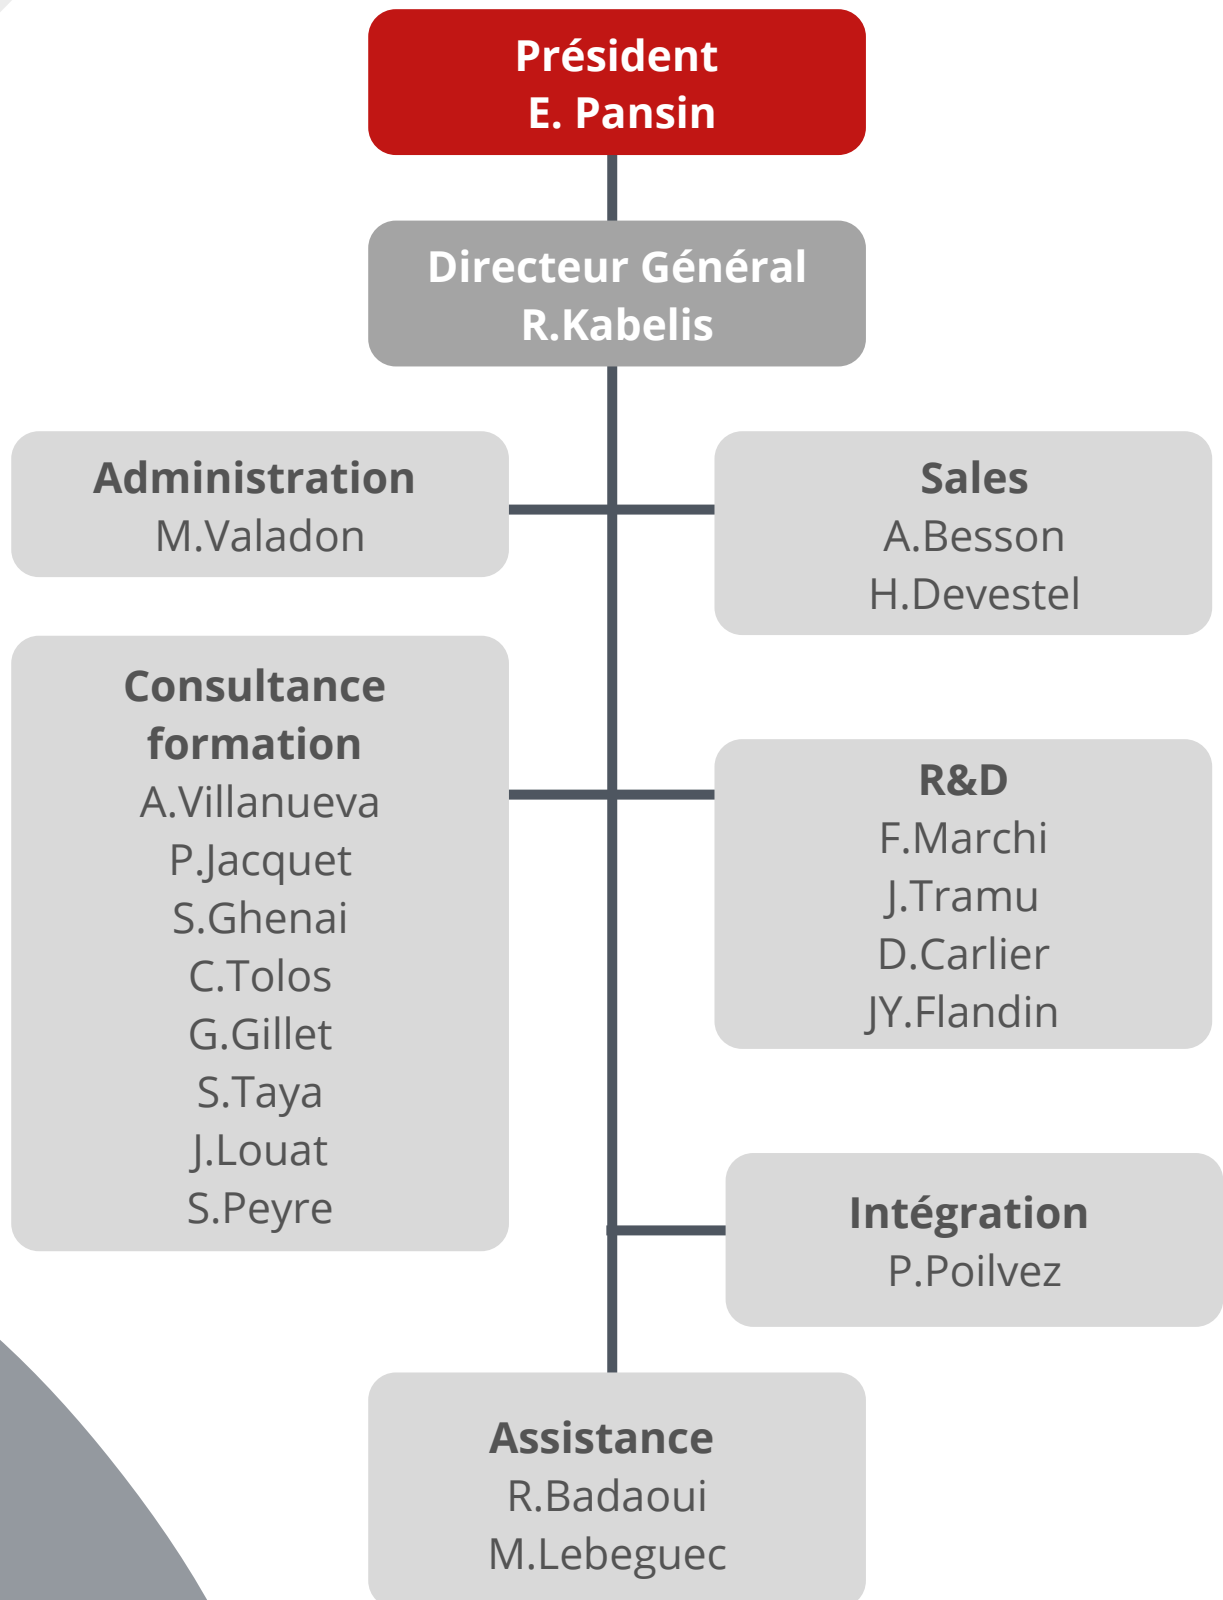 Président
E. Pansin
Directeur Général
R.Kabelis
Administration
M.Valadon
Sales
A.Besson
H.Devestel
Consultance
formation
A.Villanueva
P.Jacquet
S.Ghenai
C.Tolos
G.Gillet
S.Taya
J.Louat
S.Peyre
R&D
F.Marchi
J.Tramu
D.Carlier
JY.Flandin
Intégration
P.Poilvez
Assistance
R.Badaoui
M.Lebeguec